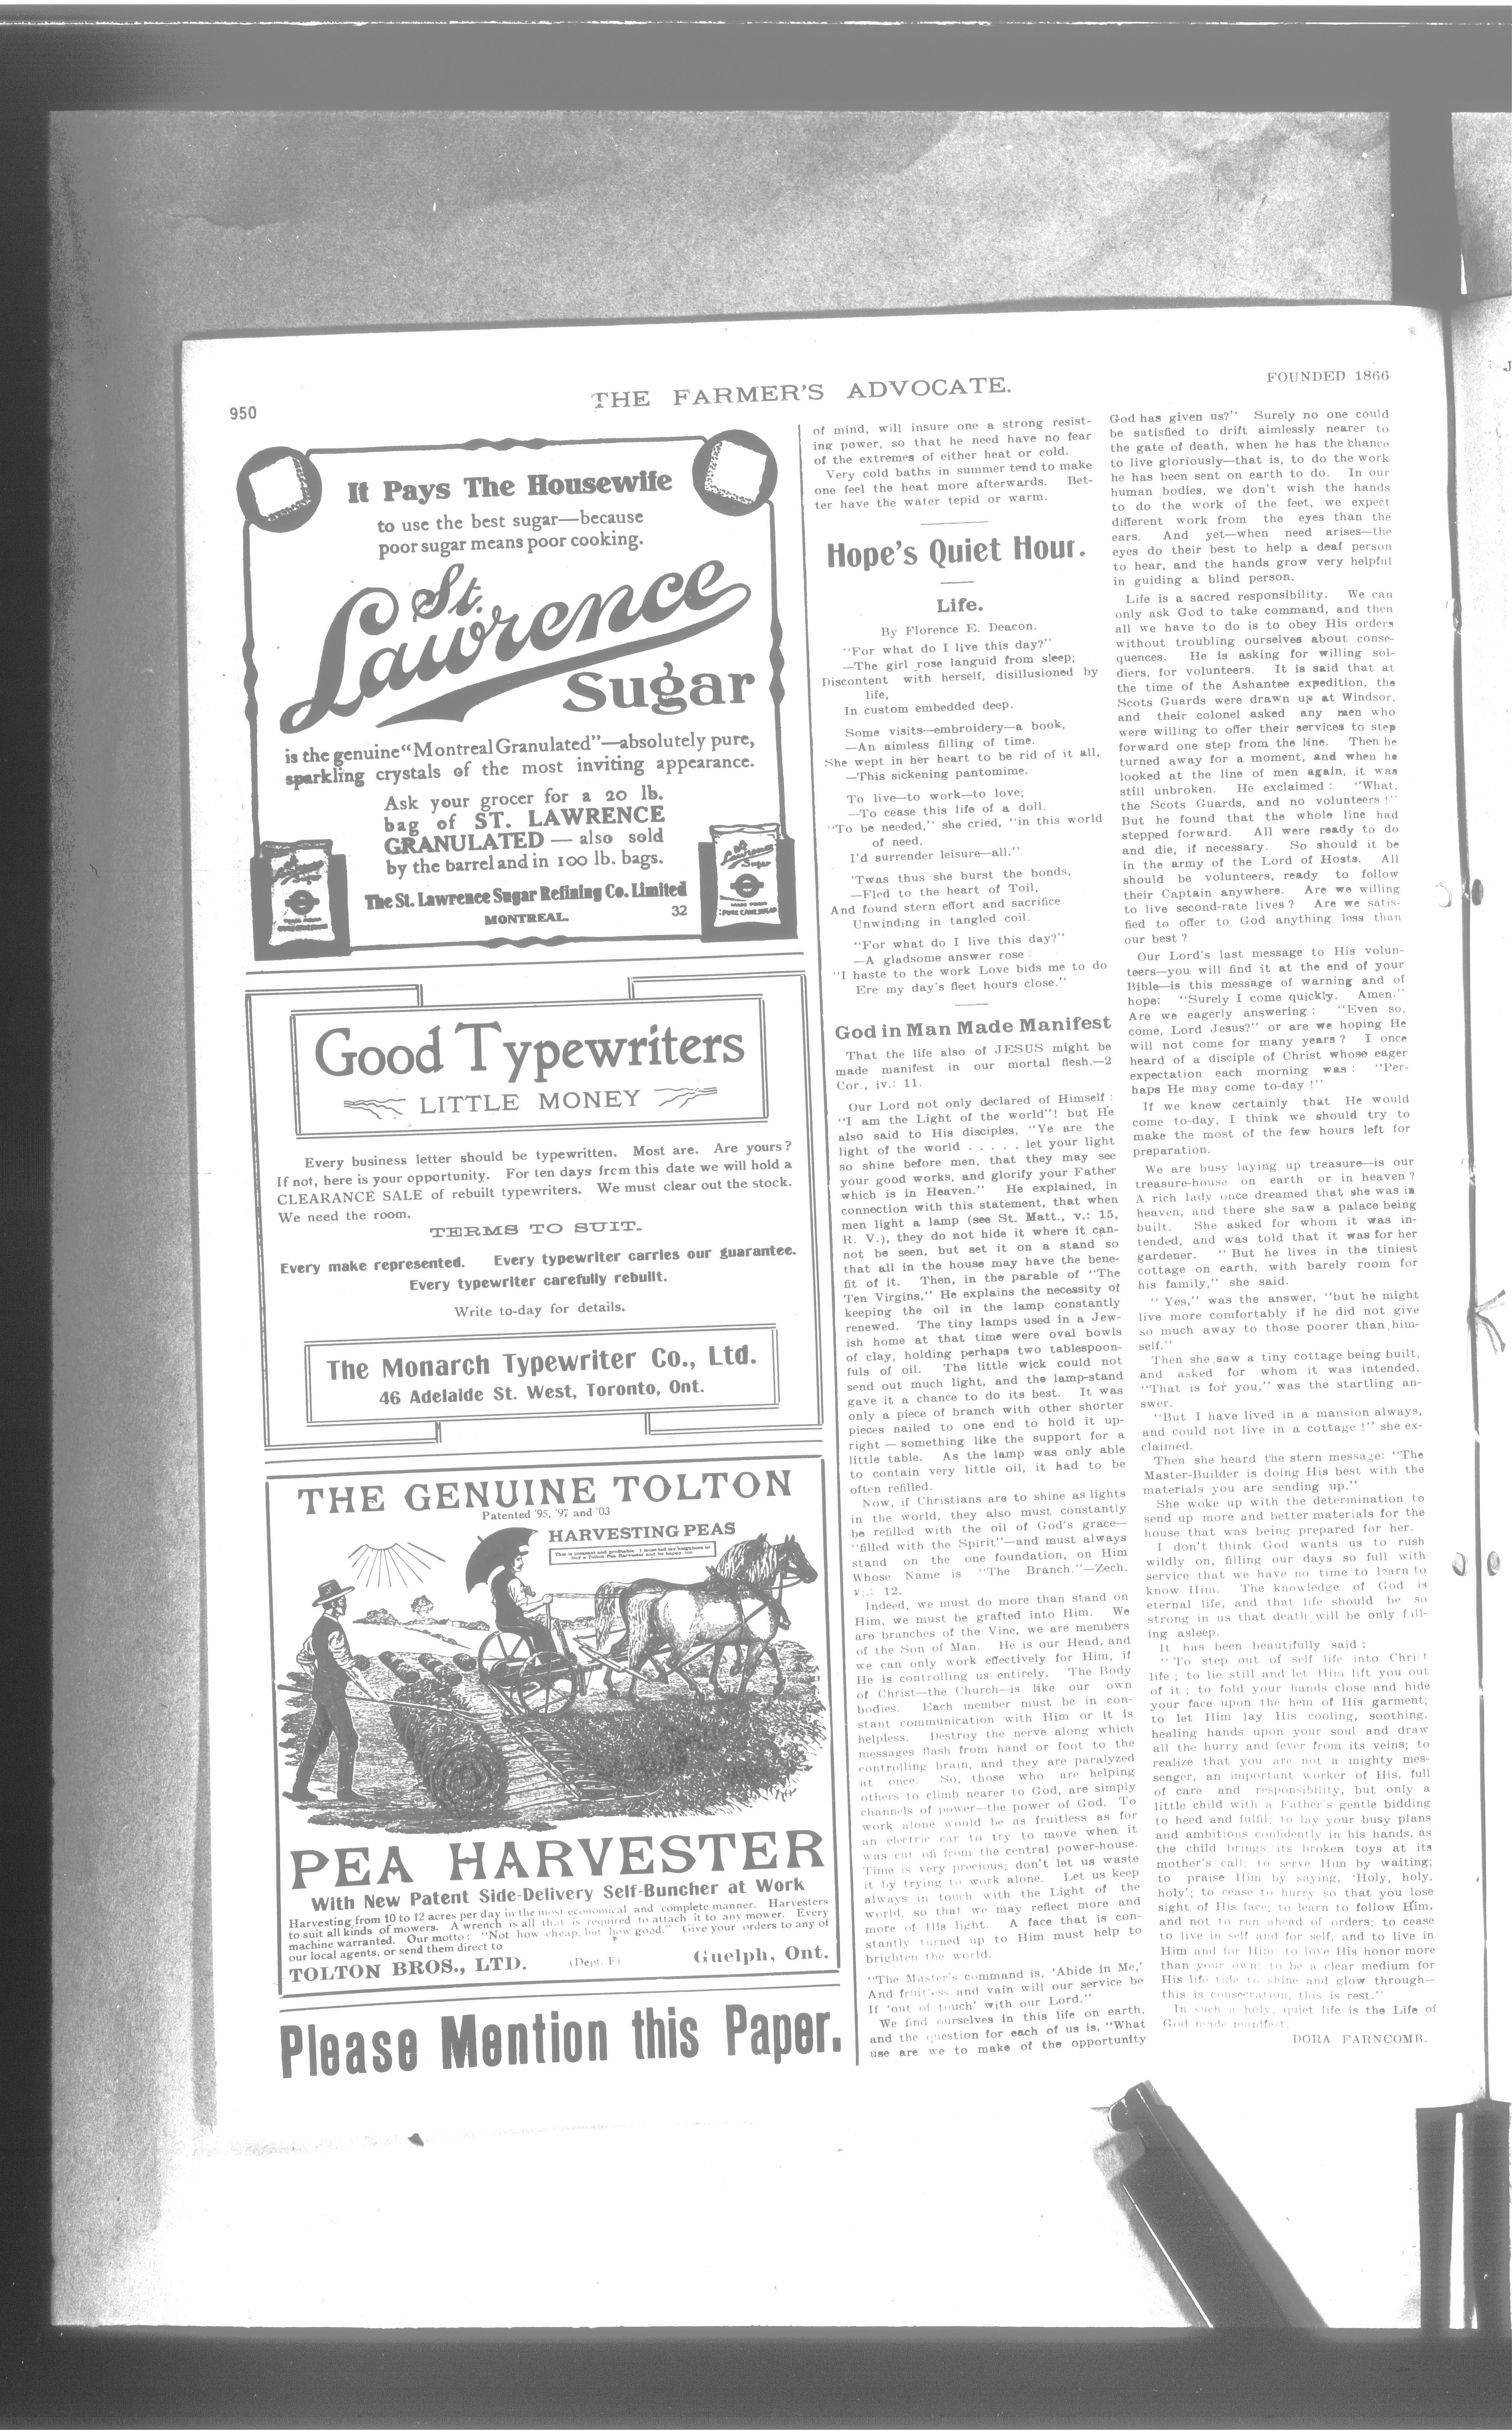 950
THE FARMER'S ADVOCATE.
FOUNDED 1866
It Pays The Housewife
to use the best sugar—because
poor sugar means poor cooking.
St.
Lawrence
Sugar
is the genuine "Montreal Granulated"—absolutely pure,
sparkling crystals of the most inviting appearance.
Ask your grocer for a 20 lb.
bag of ST. LAWRENCE
GRANULATED — also sold
by the barrel and in 100 lb. bags.
The St. Lawrence Sugar Refining Co. Limited
MONTREAL. 32
Good Typewriters
LITTLE MONEY
Every business letter should be typewritten. Most are. Are yours?
If not, here is your opportunity. For ten days from this date we will hold a
CLEARANCE SALE of rebuilt typewriters. We must clear out the stock.
We need the room.
TERMS TO SUIT.
Every make represented. Every typewriter carries our guarantee.
Every typewriter carefully rebuilt.
Write to-day for details.
The Monarch Typewriter Co., Ltd.
46 Adelaide St. West, Toronto, Ont.
THE GENUINE TOLTON
Patented '95, '97 and '03
HARVESTING PEAS
This is pleasant and profitable. I must tell my neighbors to
buy a Tolton Pea Harvester and be happy too
PEA HARVESTER
With New Patent Side-Delivery Self-Buncher at Work
Harvesting from 10 to 12 acres per day in the most economical and complete manner. Harvesters
to suit all kinds of mowers. A wrench is all that is required to attach it to any mower. Every
machine warranted. Our motto: "Not how cheap, but how good." Give your orders to any of
our local agents, or send them direct to
TOLTON BROS., LTD. (Dept. F) Guelph, Ont.
Please Mention this Paper.
of mind, will insure one a strong resist-
ing power, so that he need have no fear
of the extremes of either heat or cold.
Very cold baths in summer tend to make
one feel the heat more afterwards. Bet-
ter have the water tepid or warm.
Hope's Quiet Hour.
Life.
By Florence E. Deacon.
"For what do I live this day?"
—The girl rose languid from sleep;
Discontent with herself, disillusioned by
life,
In custom embedded deep.
Some visits—embroidery—a book,
—An aimless filling of time.
She wept in her heart to be rid of it all,
—This sickening pantomime.
To live—to work—to love;
—To cease this life of a doll.
"To be needed," she cried, "in this world
of need,
I'd surrender leisure—all."
'Twas thus she burst the bonds,
—Fled to the heart of Toil,
And found stern effort and sacrifice
Unwinding in tangled coil.
"For what do I live this day?"
—A gladsome answer rose:
"I haste to the work Love bids me to do
Ere my day's fleet hours close."
God in Man Made Manifest
That the life also of JESUS might be
made manifest in our mortal flesh.—2
Cor., iv.: 11.
Our Lord not only declared of Himself:
"I am the Light of the world"! but He
also said to His disciples, "Ye are the
light of the world . . . . . let your light
so shine before men, that they may see
your good works, and glorify your Father
which is in Heaven." He explained, in
connection with this statement, that when
men light a lamp (see St. Matt., v.: 15,
R. V.), they do not hide it where it can-
not be seen, but set it on a stand so
that all in the house may have the bene-
fit of it. Then, in the parable of "The
Ten Virgins," He explains the necessity of
keeping the oil in the lamp constantly
renewed. The tiny lamps used in a Jew-
ish home at that time were oval bowls
of clay, holding perhaps two tablespoon-
fuls of oil. The little wick could not
send out much light, and the lamp-stand
gave it a chance to do its best. It was
only a piece of branch with other shorter
pieces nailed to one end to hold it up-
right — something like the support for a
little table. As the lamp was only able
to contain very little oil, it had to be
often refilled.
Now, if Christians are to shine as lights
in the world, they also must constantly
be refilled with the oil of God's grace—
"filled with the Spirit"—and must always
stand on the one foundation, on Him
Whose Name is "The Branch."—Zech.
12.
Indeed, we must do more than stand on
Him, we must be grafted into Him. We
are branches of the Vine, we are members
of the Son of Man. He is our Head, and
we can only work effectively for Him, if
He is controlling us entirely. The Body
of Christ—the Church—is like our own
bodies. Each member must be in con-
stant communication with Him or it is
helpless. Destroy the nerve along which
messages flash from hand or foot to the
controlling brain, and they are paralyzed
at once. So, those who are helping
others to climb nearer to God, are simply
channels of power—the power of God. To
work alone would be as fruitless as for
an electric car to try to move when it
was cut off from the central power-house.
Time is very precious; don't let us waste
it by trying to work alone. Let us keep
always in touch with the Light of the
world, so that we may reflect more and
more of His light. A face that is con-
stantly turned up to Him must help to
brighten the world.
"The Master's command is, 'Abide in Me,'
And fruitless and vain will our service be
If 'out of touch' with our Lord."
We find ourselves in this life on earth,
and the question for each of us is, "What
use are we to make of the opportunity
God has given us?" Surely no one could
be satisfied to drift aimlessly nearer to
the gate of death, when he has the chance
to live gloriously—that is, to do the work
he has been sent on earth to do. In our
human bodies, we don't wish the hands
to do the work of the feet, we expect
different work from the eyes than the
ears. And yet—when need arises—the
eyes do their best to help a deaf person
to hear, and the hands grow very helpful
in guiding a blind person.
Life is a sacred responsibility. We can
only ask God to take command, and then
all we have to do is to obey His orders
without troubling ourselves about conse-
quences. He is asking for willing sol-
diers, for volunteers. It is said that at
the time of the Ashantee expedition, the
Scots Guards were drawn up at Windsor,
and their colonel asked any men who
were willing to offer their services to step
forward one step from the line. Then he
turned away for a moment, and when he
looked at the line of men again, it was
still unbroken. He exclaimed: "What,
the Scots Guards, and no volunteers!"
But he found that the whole line had
stepped forward. All were ready to do
and die, if necessary. So should it be
in the army of the Lord of Hosts. All
should be volunteers, ready to follow
their Captain anywhere. Are we willing
to live second-rate lives? Are we satis-
fied to offer to God anything less than
our best?
Our Lord's last message to His volun-
teers—you will find it at the end of your
Bible—is this message of warning and of
hope: "Surely I come quickly. Amen."
Are we eagerly answering: "Even so,
come, Lord Jesus?" or are we hoping He
will not come for many years? I once
heard of a disciple of Christ whose eager
expectation each morning was: "Per-
haps He may come to-day!"
If we knew certainly that He would
come to-day, I think we should try to
make the most of the few hours left for
preparation.
We are busy laying up treasure—is our
treasure-house on earth or in heaven?
A rich lady once dreamed that she was in
heaven, and there she saw a palace being
built. She asked for whom it was in-
tended, and was told that it was for her
gardener. "But he lives in the tiniest
cottage on earth, with barely room for
his family," she said.
"Yes," was the answer, "but he might
live more comfortably if he did not give
so much away to those poorer than him-
self."
Then she saw a tiny cottage being built,
and asked for whom it was intended.
"That is for you," was the startling an-
swer.
"But I have lived in a mansion always,
and could not live in a cottage!" she ex-
claimed.
Then she heard the stern message: "The
Master-Builder is doing His best with the
materials you are sending up."
She woke up with the determination to
send up more and better materials for the
house that was being prepared for her.
I don't think God wants us to rush
wildly on, filling our days so full with
service that we have no time to learn to
know Him. The knowledge of God is
eternal life, and that life should be so
strong in us that death will be only fall-
ing asleep.
It has been beautifully said:
"To step out of self life into Christ
life; to lie still and let Him lift you out
of it; to fold your hands close and hide
your face upon the hem of His garment;
to let Him lay His cooling, soothing,
healing hands upon your soul and draw
all the hurry and fever from its veins; to
realize that you are not a mighty mes-
senger, an important worker of His, full
of care and responsibility, but only a
little child with a Father's gentle bidding
to heed and fulfil; to lay your busy plans
and ambitions confidently in his hands, as
the child brings its broken toys at its
mother's call; to serve Him by waiting;
to praise Him by saying, 'Holy, holy,
holy'; to cease to hurry so that you lose
sight of His face; to learn to follow Him,
and not to run ahead of orders; to cease
to live in self and for self, and to live in
Him and for Him; to love His honor more
than your own; to be a clear medium for
His life tide to shine and glow through—
this is consecration, this is rest."
In such a holy, quiet life is the Life of
God made manifest.
DORA FARNCOMB.